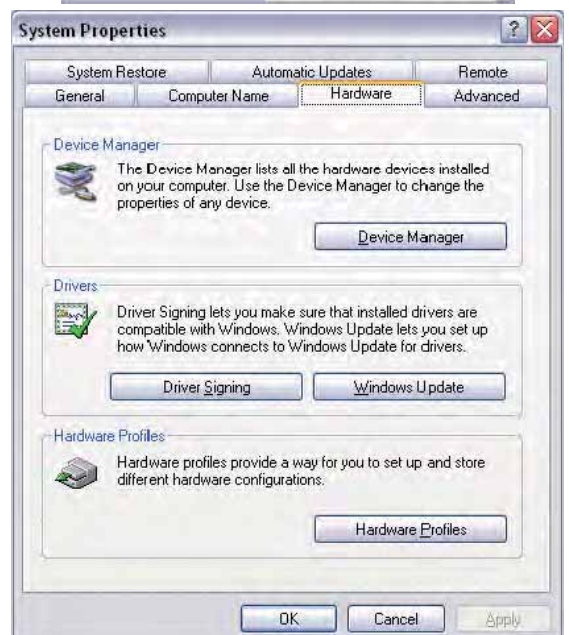 System Properties
System Restore Automatic Updates Remote
General Computer Name Hardware Advanced
Device Manager
The Device Manager lists all the hardware devices installed
on your computer. Use the Device Manager to change the
properties of any device.
Device Manager
Drivers
Driver Signing lets you make sure that installed drivers are
compatible with Windows. Windows Update lets you set up
how Windows connects to Windows Update for drivers.
Driver Signing Windows Update
Hardware Profiles
Hardware profiles provide a way for you to set up and store
different hardware configurations.
Hardware Profiles
OK Cancel Apply